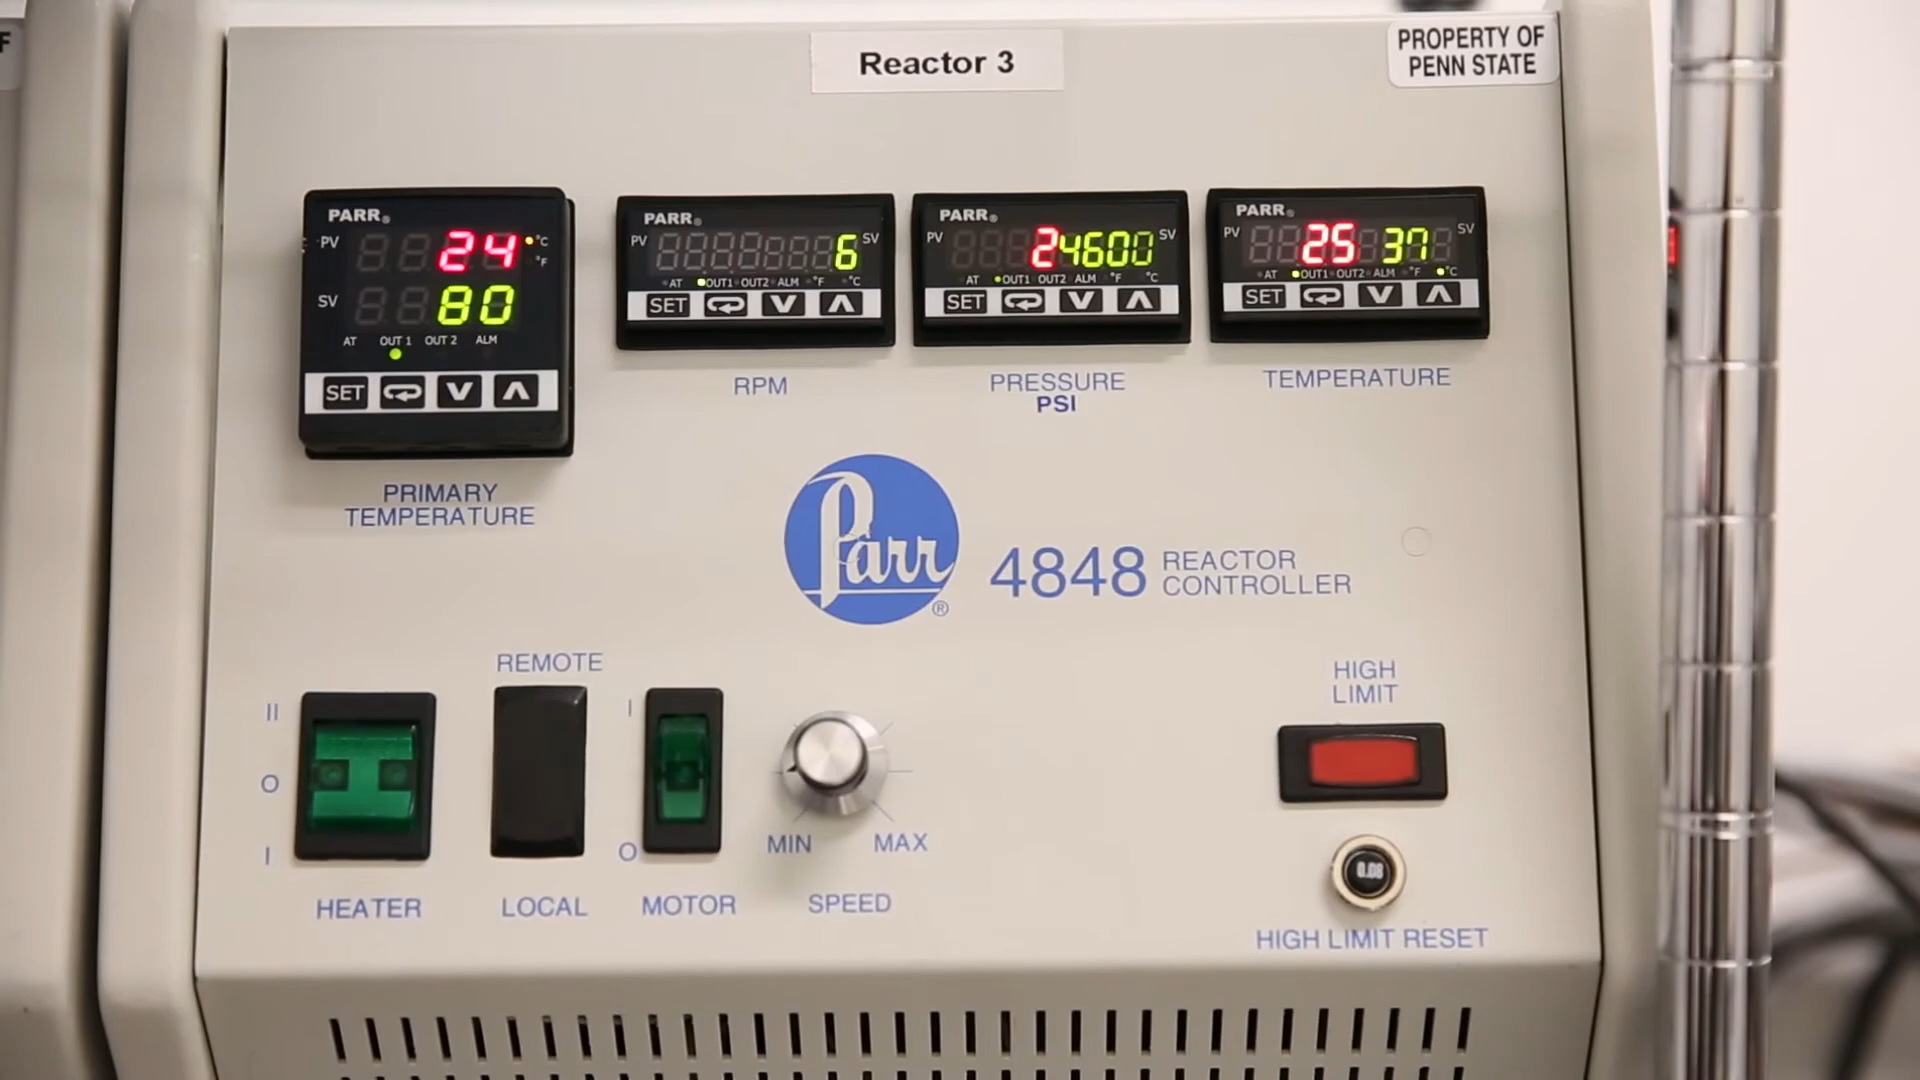 F
Reactor 3
PROPERTY OF
PENN STATE
PARR®
PV 24 °C
°F
SV 80
AT OUT 1 OUT 2 ALM
SET
PRIMARY
TEMPERATURE
PARR®
PV 6 SV
AT OUT1 OUT2 ALM °F °C
SET
RPM
PARR®
PV 24600 SV
AT OUT1 OUT2 ALM °F °C
SET
PRESSURE
PSI
PARR®
PV 25 37 SV
AT OUT1 OUT2 ALM °F °C
SET
TEMPERATURE
Parr®
4848 REACTOR
CONTROLLER
II
O
I
HEATER
REMOTE
LOCAL
I
O
MOTOR
MIN MAX
SPEED
HIGH
LIMIT
0.08
HIGH LIMIT RESET